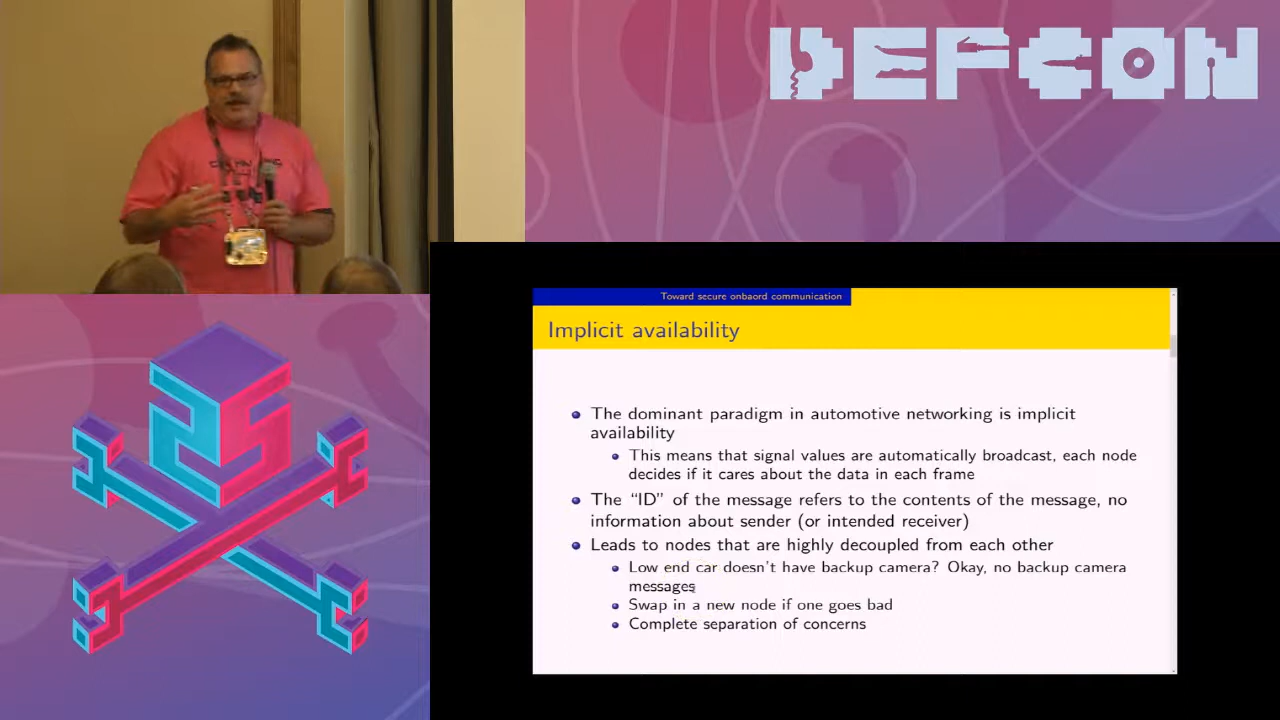 DEFCON
Toward secure onbaord communication
Implicit availability
The dominant paradigm in automotive networking is implicit
availability
This means that signal values are automatically broadcast, each node
decides if it cares about the data in each frame
The “ID” of the message refers to the contents of the message, no
information about sender (or intended receiver)
Leads to nodes that are highly decoupled from each other
Low end car doesn't have backup camera? Okay, no backup camera
messages
Swap in a new node if one goes bad
Complete separation of concerns